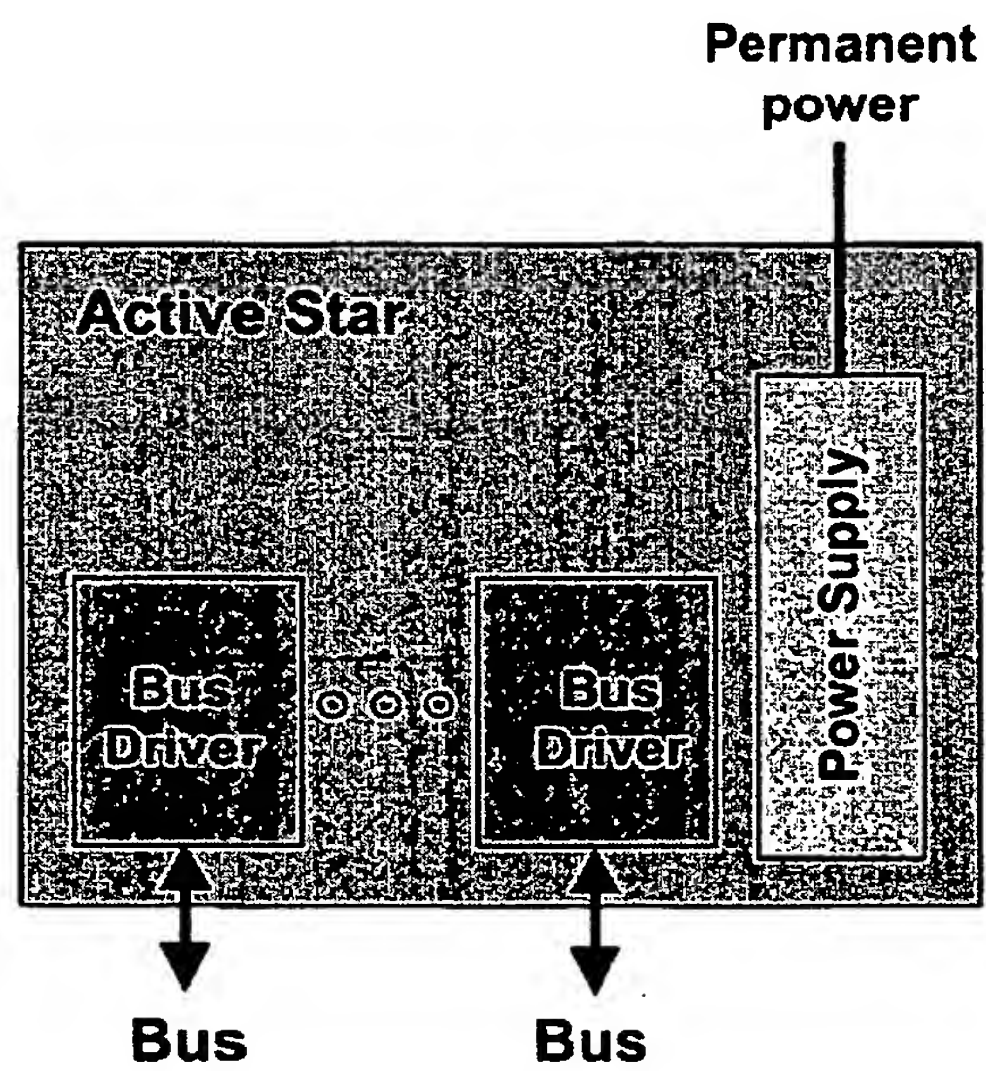 Permanent
power
Active Star
Power Supply
Bus
Driver
Bus
Driver
Bus
Bus